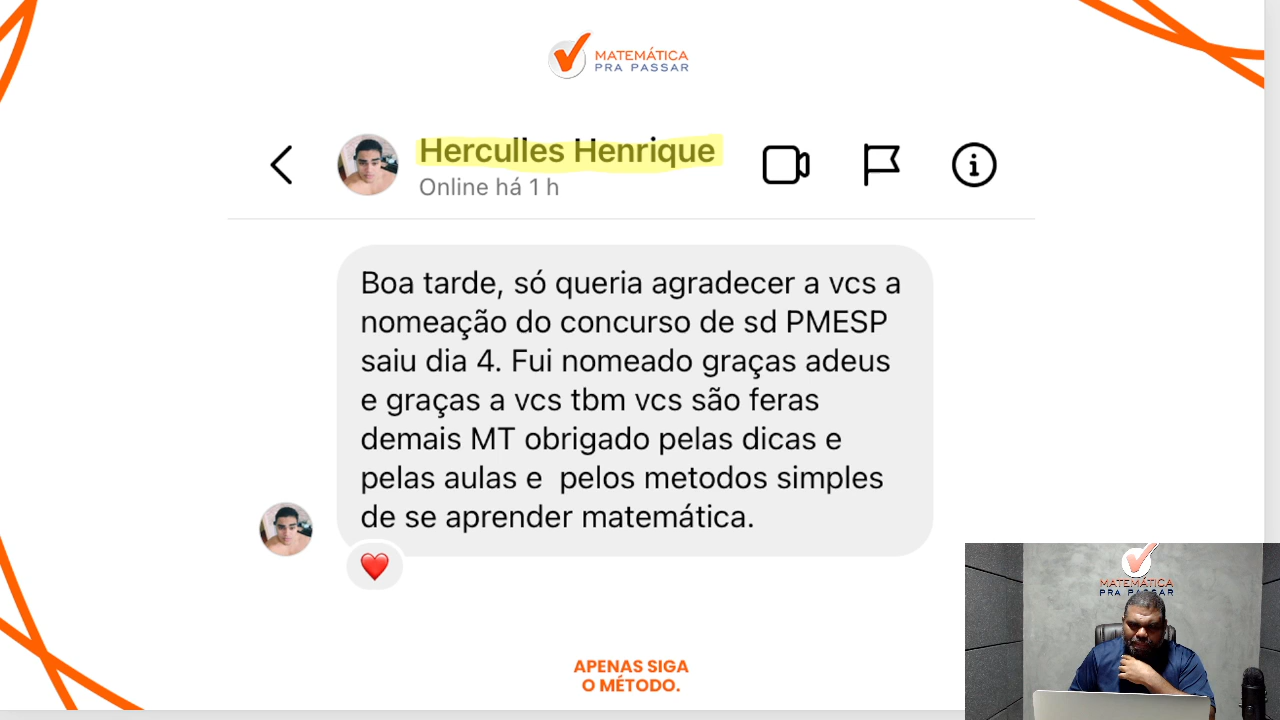 MATEMÁTICA
PRA PASSAR
Herculles Henrique
Online há 1 h
Boa tarde, só queria agradecer a vcs a
nomeação do concurso de sd PMESP
saiu dia 4. Fui nomeado graças adeus
e graças a vcs tbm vcs são feras
demais MT obrigado pelas dicas e
pelas aulas e  pelos metodos simples
de se aprender matemática.
MATEMÁTICA
PRA PASSAR
APENAS SIGA
O MÉTODO.